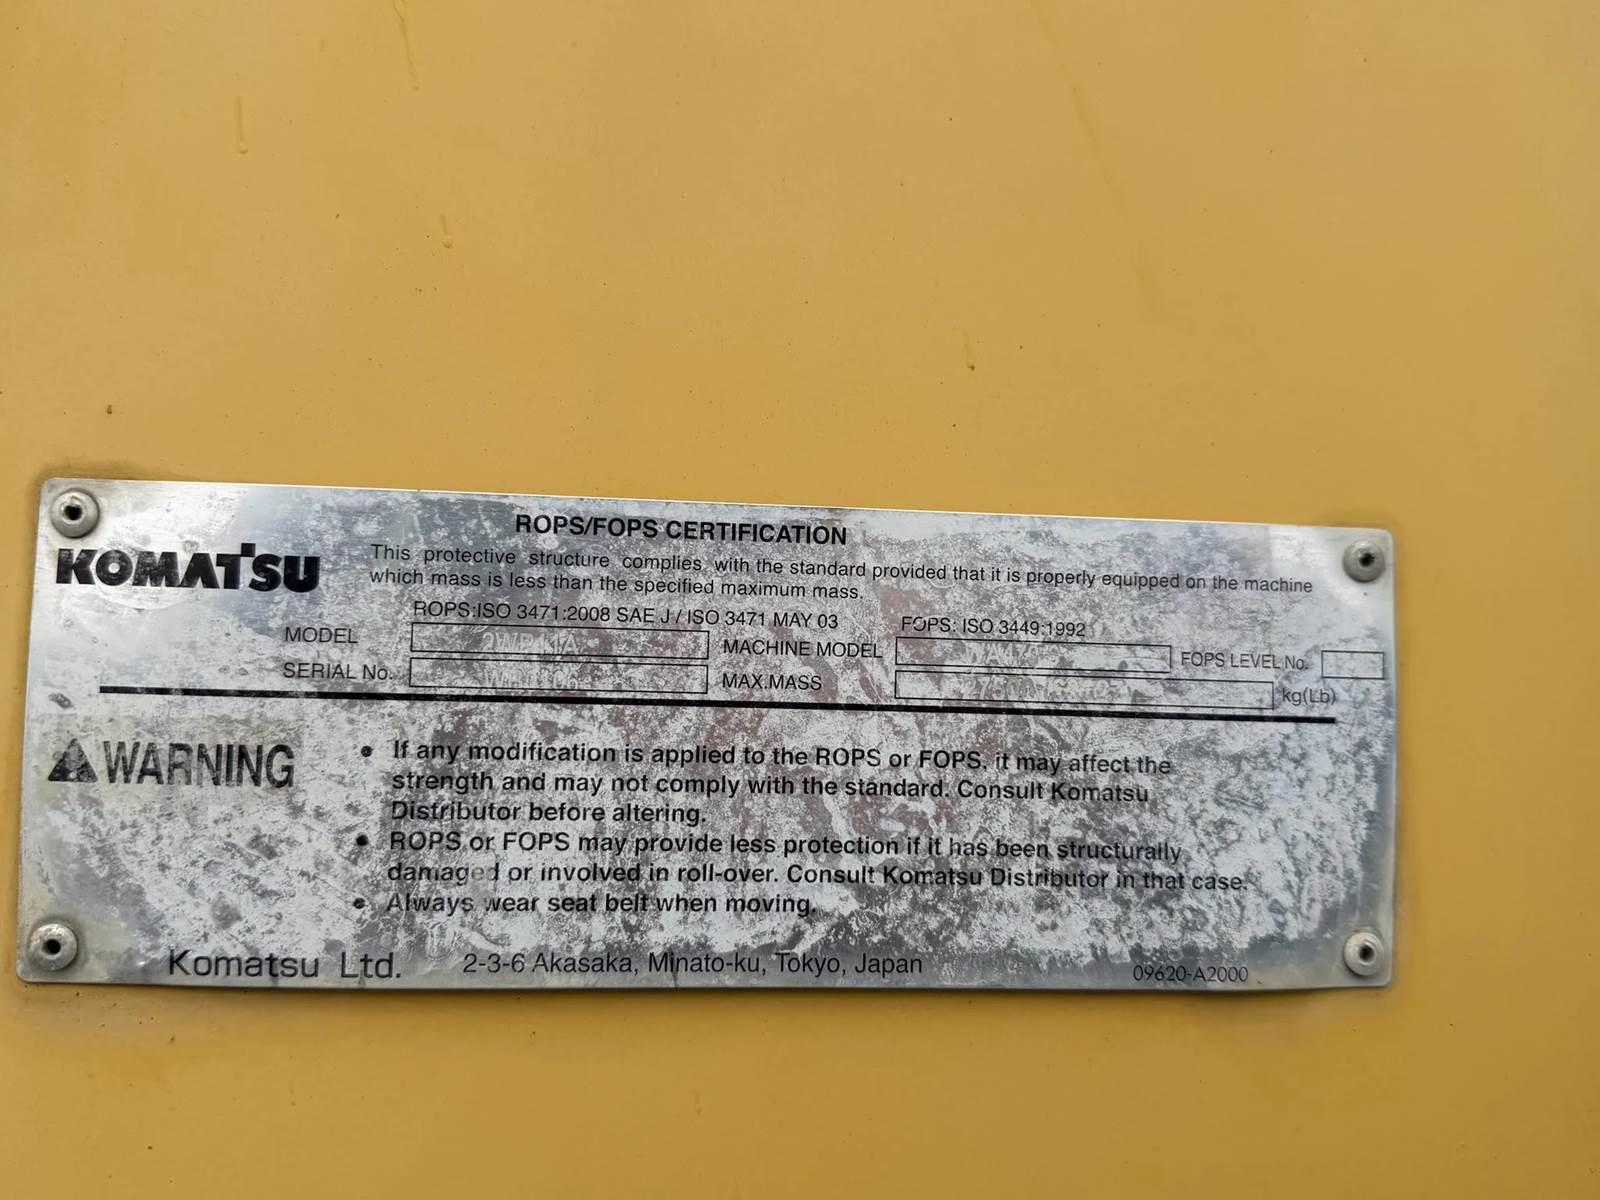 ROPS/FOPS CERTIFICATION
KOMATSU
This protective structure complies with the standard provided that it is properly equipped on the machine
which mass is less than the specified maximum mass.
ROPS:ISO 3471:2008 SAE J / ISO 3471 MAY 03 FOPS: ISO 3449:1992
MODEL MACHINE MODEL FOPS LEVEL No.
SERIAL No. MAX.MASS kg(Lb)
WARNING
• If any modification is applied to the ROPS or FOPS, it may affect the
strength and may not comply with the standard. Consult Komatsu
Distributor before altering.
• ROPS or FOPS may provide less protection if it has been structurally
damaged or involved in roll-over. Consult Komatsu Distributor in that case.
• Always wear seat belt when moving.
Komatsu Ltd. 2-3-6 Akasaka, Minato-ku, Tokyo, Japan 09620-A2000